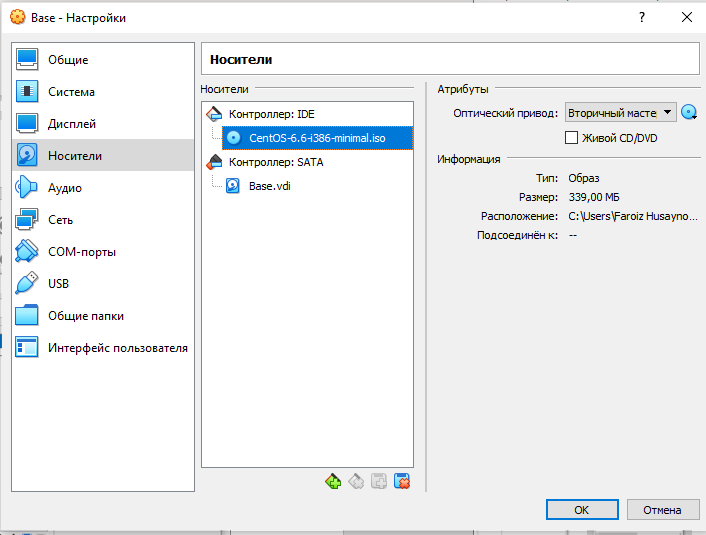 Base - Настройки
?
Общие
Система
Дисплей
Носители
Аудио
Сеть
COM-порты
USB
Общие папки
Интерфейс пользователя
Носители
Носители
Контроллер: IDE
CentOS-6.6-i386-minimal.iso
Контроллер: SATA
Base.vdi
Атрибуты
Оптический привод: Вторичный масте
Живой CD/DVD
Информация
Тип: Образ
Размер: 339,00 МБ
Расположение: C:\Users\Faroiz Husayno...
Подсоединён к: --
OK
Отмена